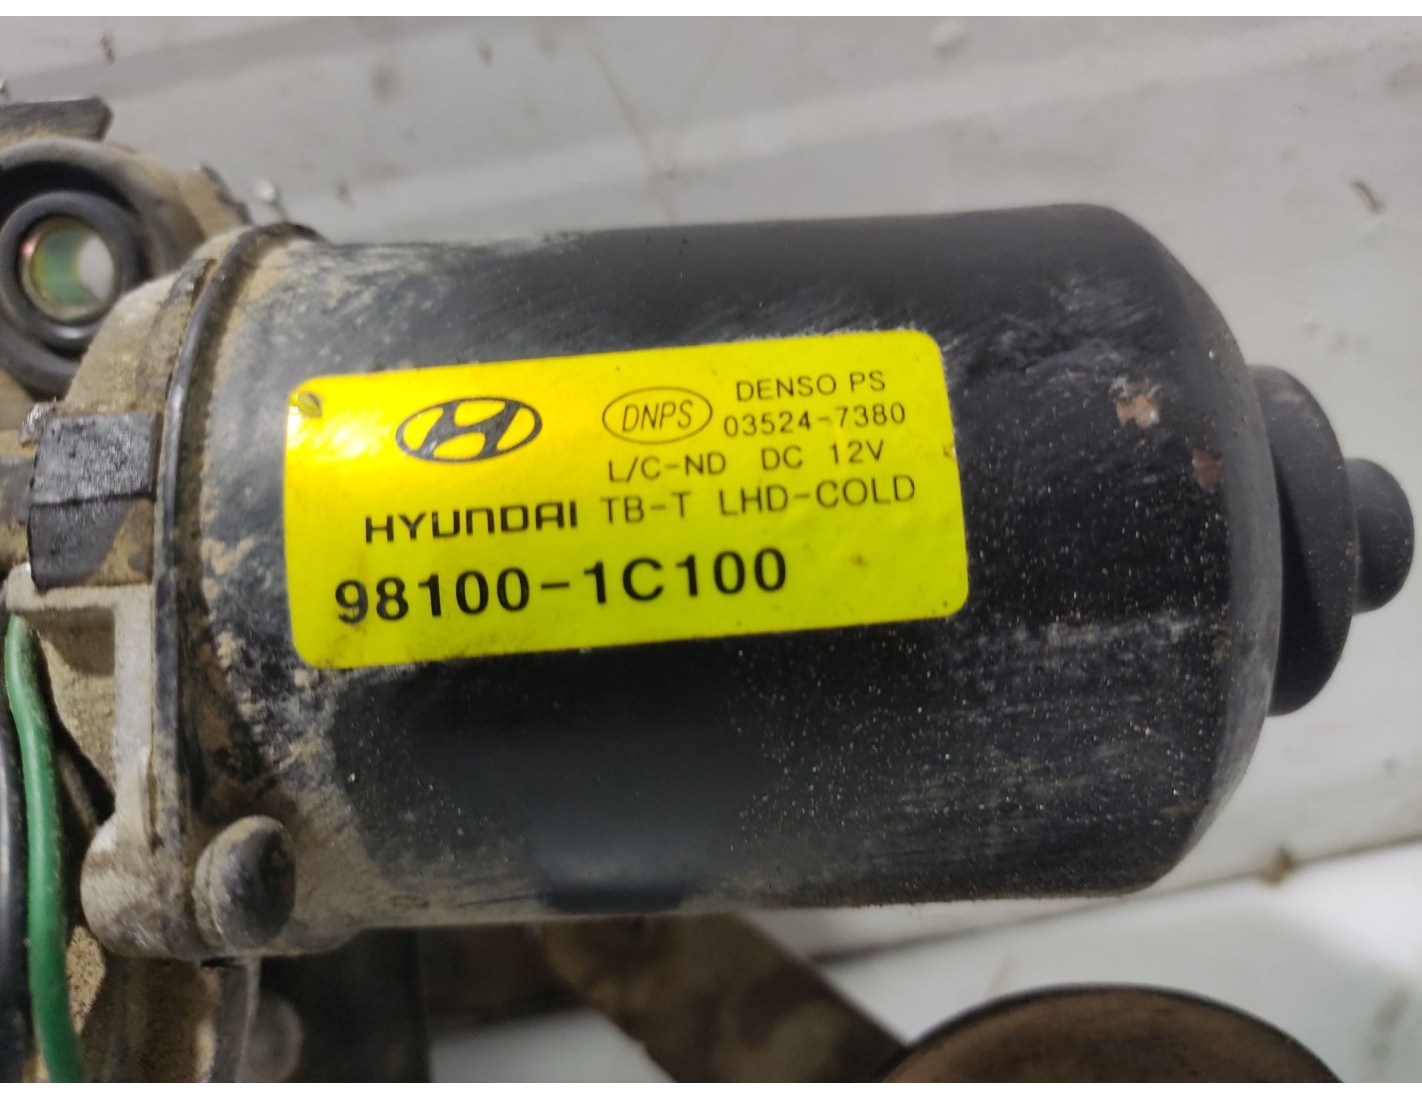 DENSO PS
DNPS 03524-7380
L/C-ND DC 12V
HYUNDAI TB-T LHD-COLD
98100-1C100